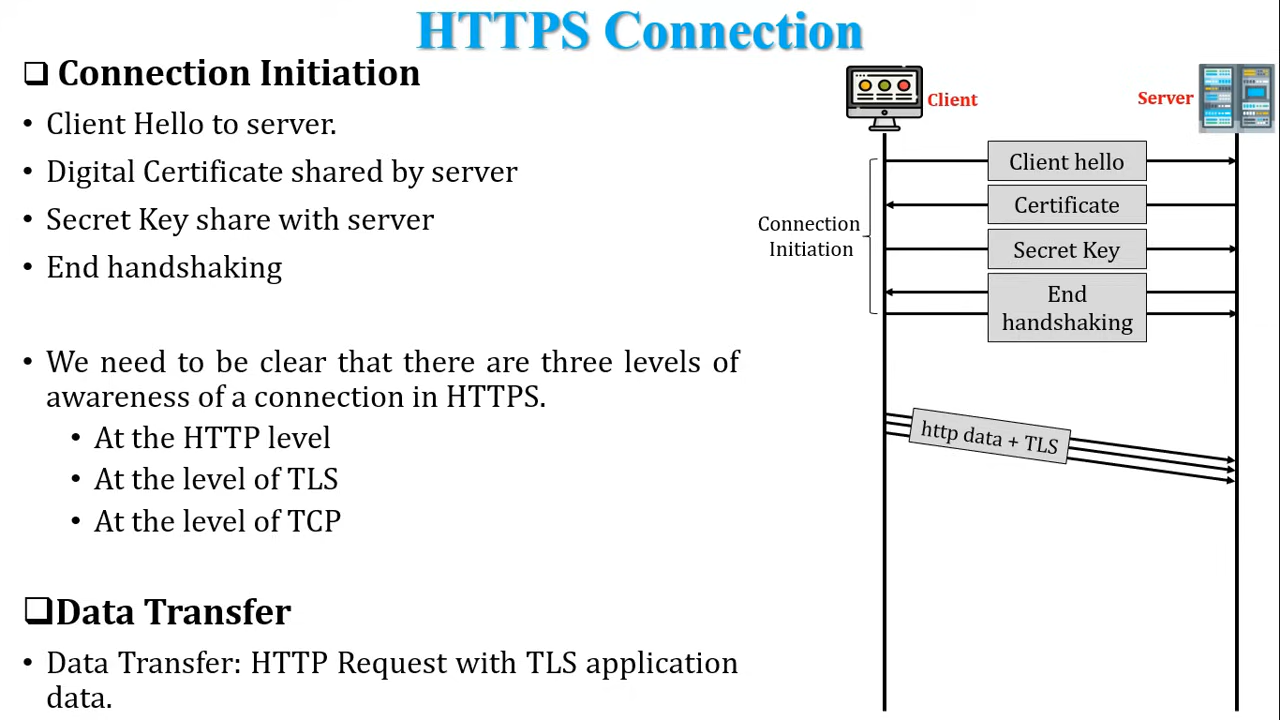 HTTPS Connection
Connection Initiation
• Client Hello to server.
• Digital Certificate shared by server
• Secret Key share with server
• End handshaking
• We need to be clear that there are three levels of
awareness of a connection in HTTPS.
• At the HTTP level
• At the level of TLS
• At the level of TCP
Data Transfer
• Data Transfer: HTTP Request with TLS application
data.
Client
Server
Connection
Initiation
Client hello
Certificate
Secret Key
End
handshaking
http data + TLS